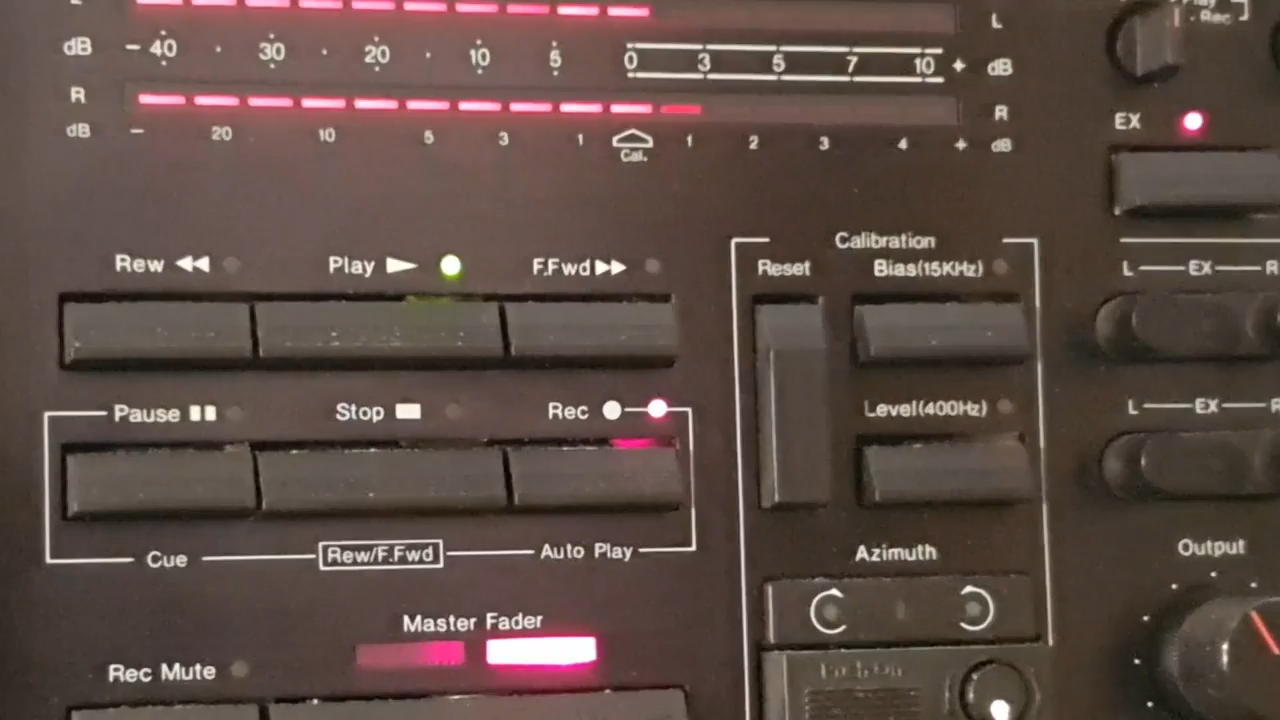 L L
dB - 40 · 30 · 20 · 10 5 0 3 5 7 10 + dB
R R
dB - 20 10 5 3 1 1 2 3 4 + dB
Cal.
Rec
EX
Calibration
Rew Play F.Fwd Reset Bias(15KHz)
L EX R
Pause Stop Rec Level(400Hz)
L EX R
Cue Rew/F.Fwd Auto Play Azimuth Output
Master Fader
Rec Mute